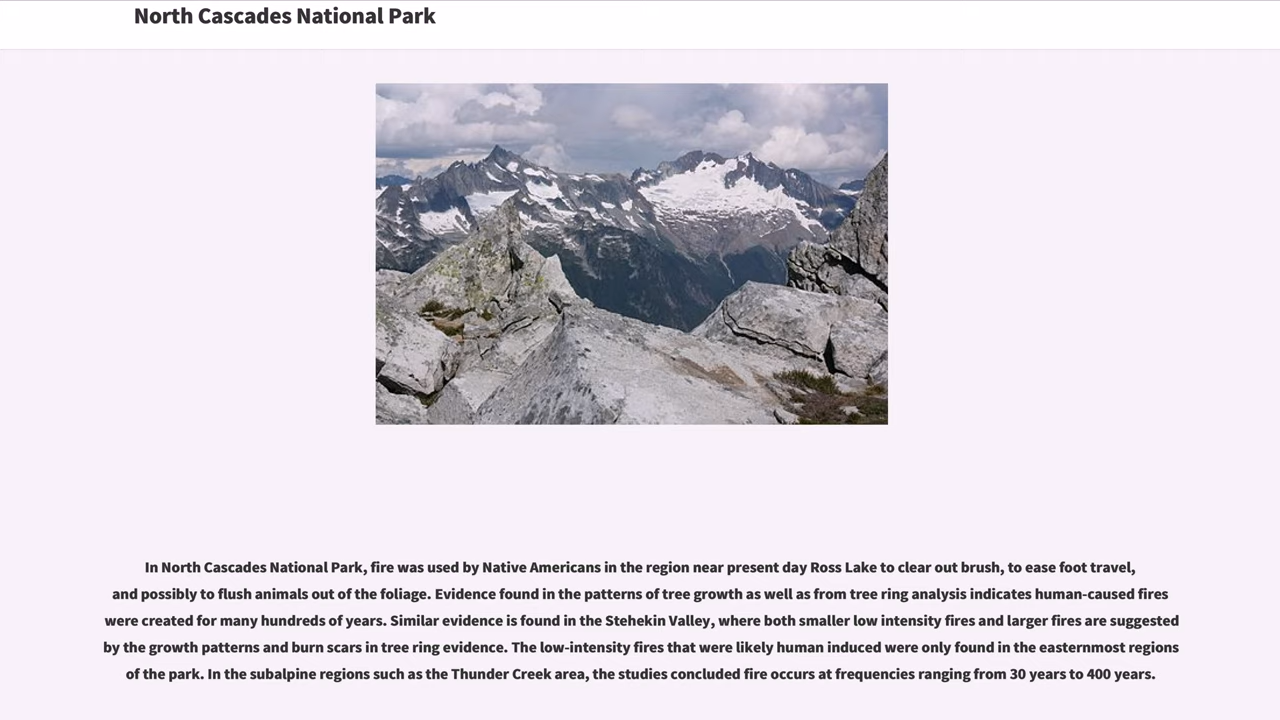 North Cascades National Park
In North Cascades National Park, fire was used by Native Americans in the region near present day Ross Lake to clear out brush, to ease foot travel,
and possibly to flush animals out of the foliage. Evidence found in the patterns of tree growth as well as from tree ring analysis indicates human-caused fires
were created for many hundreds of years. Similar evidence is found in the Stehekin Valley, where both smaller low intensity fires and larger fires are suggested
by the growth patterns and burn scars in tree ring evidence. The low-intensity fires that were likely human induced were only found in the easternmost regions
of the park. In the subalpine regions such as the Thunder Creek area, the studies concluded fire occurs at frequencies ranging from 30 years to 400 years.